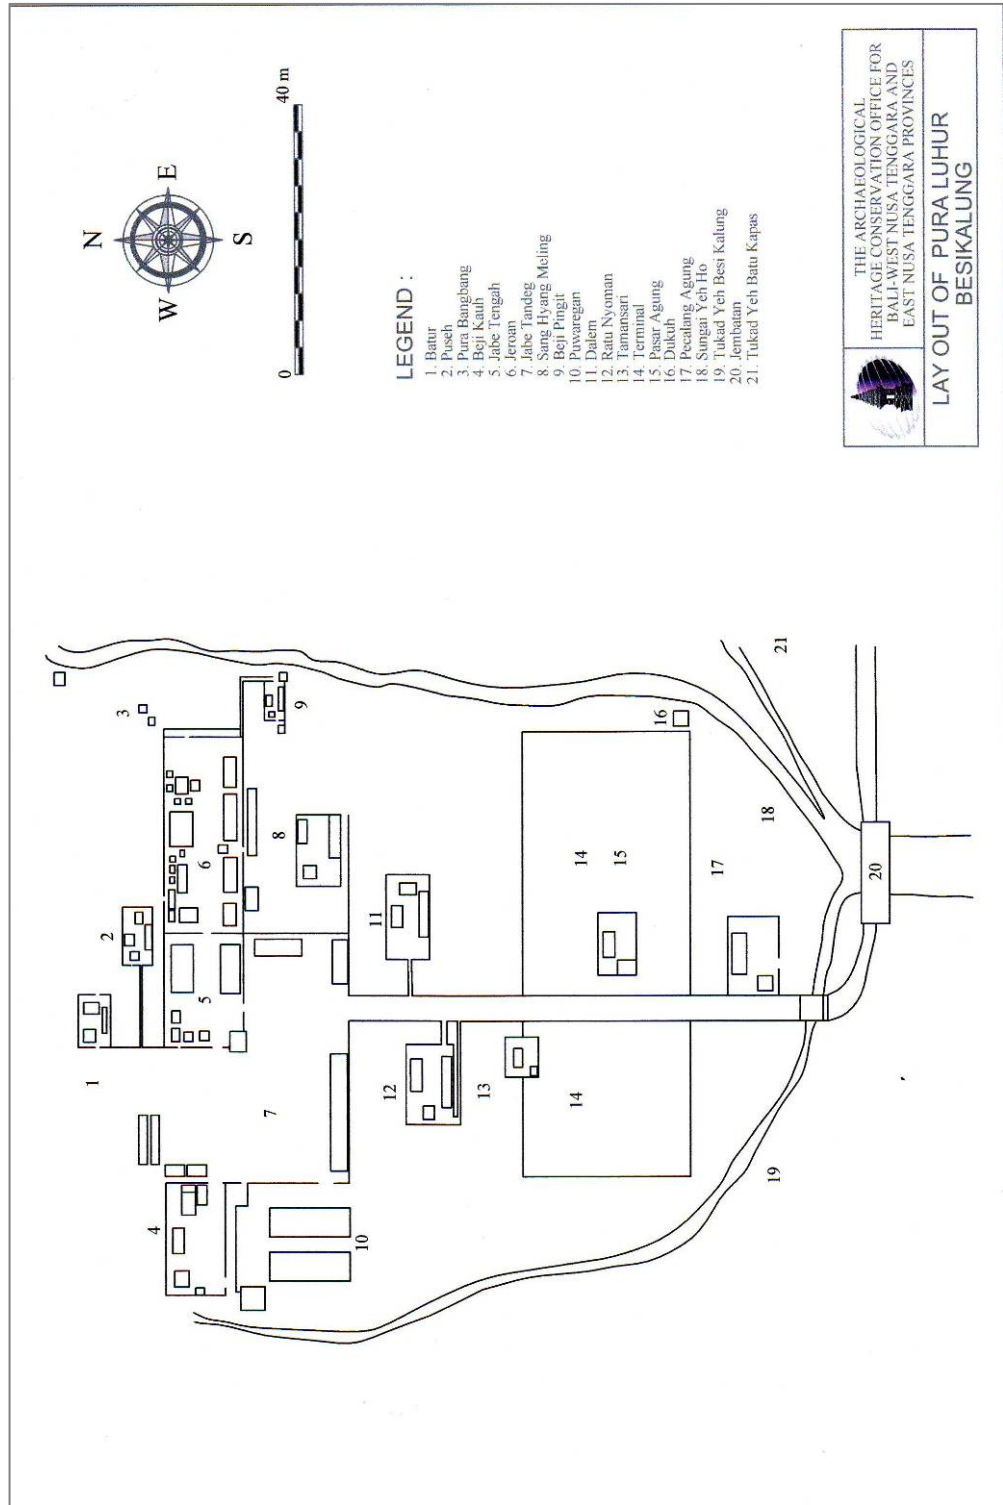 N
W
E
S
0
40 m
LEGEND :
1. Batur
2. Puseh
3. Pura Bangbang
4. Beji Kauh
5. Jabe Tengah
6. Jeroan
7. Jabe Tandeg
8. Sang Hyang Meling
9. Beji Pingit
10. Puwaregan
11. Dalem
12. Ratu Nyoman
13. Tamansari
14. Terminal
15. Pasar Agung
16. Dukuh
17. Pecalang Agung
18. Sungai Yeh Ho
19. Tukad Yeh Besi Kalung
20. Jembatan
21. Tukad Yeh Batu Kapas
THE ARCHAEOLOGICAL
HERITAGE CONSERVATION OFFICE FOR
BALI-WEST NUSA TENGGARA AND
EAST NUSA TENGGARA PROVINCES
LAY OUT OF PURA LUHUR
BESIKALUNG
1
2
3
4
5
6
7
8
9
10
11
12
13
14
14
15
16
17
18
19
20
21